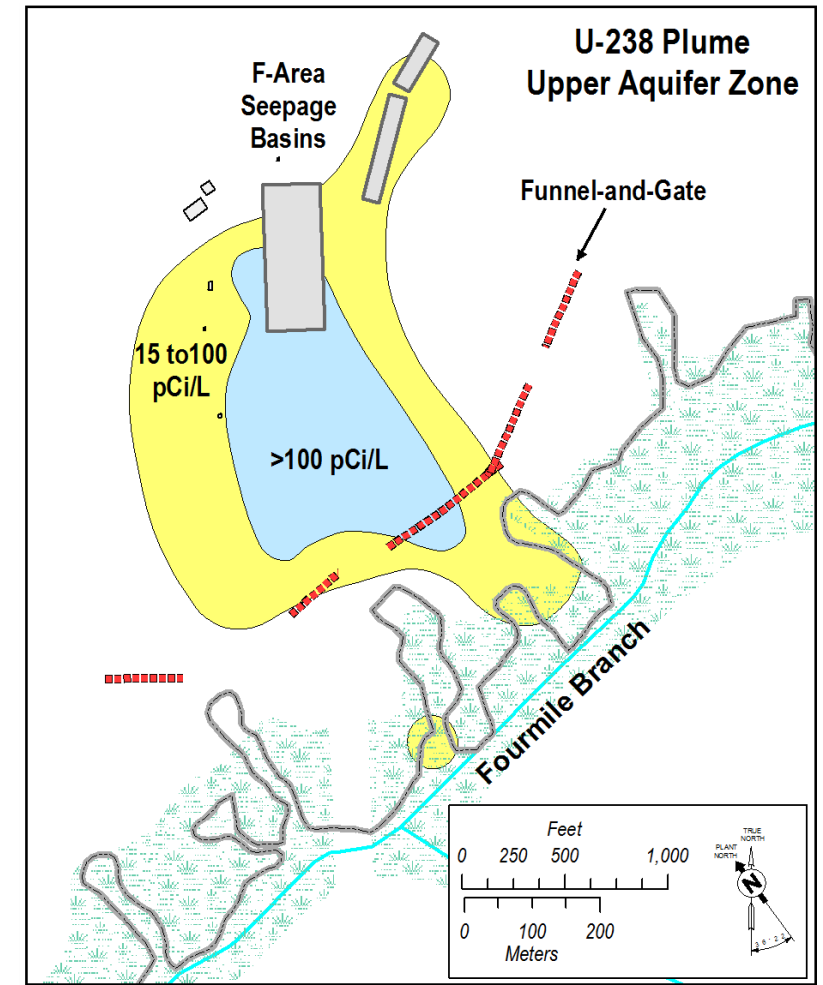 U-238 Plume
Upper Aquifer Zone
F-Area
Seepage
Basins
Funnel-and-Gate
15 to100
pCi/L
>100 pCi/L
Fourmile Branch
Feet
0 250 500 1,000
0 100 200
Meters
TRUE
NORTH
PLANT
NORTH
N